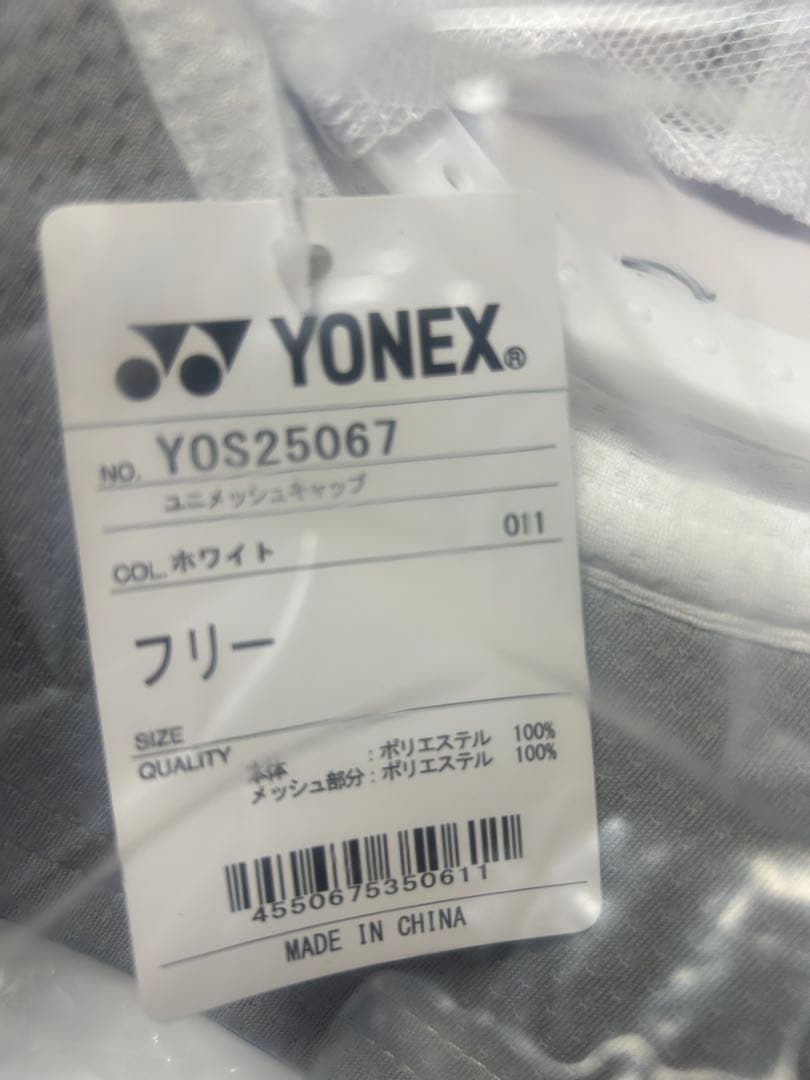 YONEX®
NO. YOS25067
ユニメッシュキャップ
COL. ホワイト 011
フリー
SIZE
QUALITY 本体 : ポリエステル 100%
メッシュ部分 : ポリエステル 100%
4550675350611
MADE IN CHINA